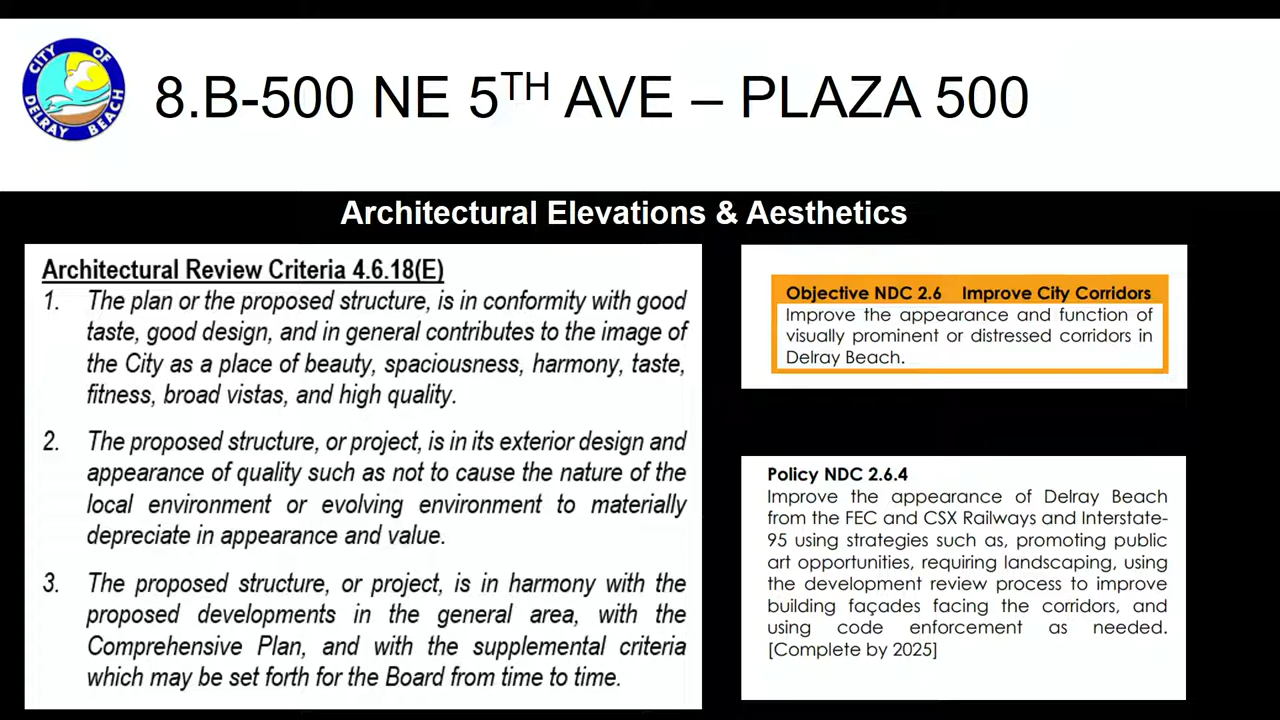 CITY OF
DELRAY BEACH
8.B-500 NE 5TH AVE – PLAZA 500
Architectural Elevations & Aesthetics
Architectural Review Criteria 4.6.18(E)
1. The plan or the proposed structure, is in conformity with good
taste, good design, and in general contributes to the image of
the City as a place of beauty, spaciousness, harmony, taste,
fitness, broad vistas, and high quality.
2. The proposed structure, or project, is in its exterior design and
appearance of quality such as not to cause the nature of the
local environment or evolving environment to materially
depreciate in appearance and value.
3. The proposed structure, or project, is in harmony with the
proposed developments in the general area, with the
Comprehensive Plan, and with the supplemental criteria
which may be set forth for the Board from time to time.
Objective NDC 2.6 Improve City Corridors
Improve the appearance and function of
visually prominent or distressed corridors in
Delray Beach.
Policy NDC 2.6.4
Improve the appearance of Delray Beach
from the FEC and CSX Railways and Interstate-
95 using strategies such as, promoting public
art opportunities, requiring landscaping, using
the development review process to improve
building façades facing the corridors, and
using code enforcement as needed.
[Complete by 2025]